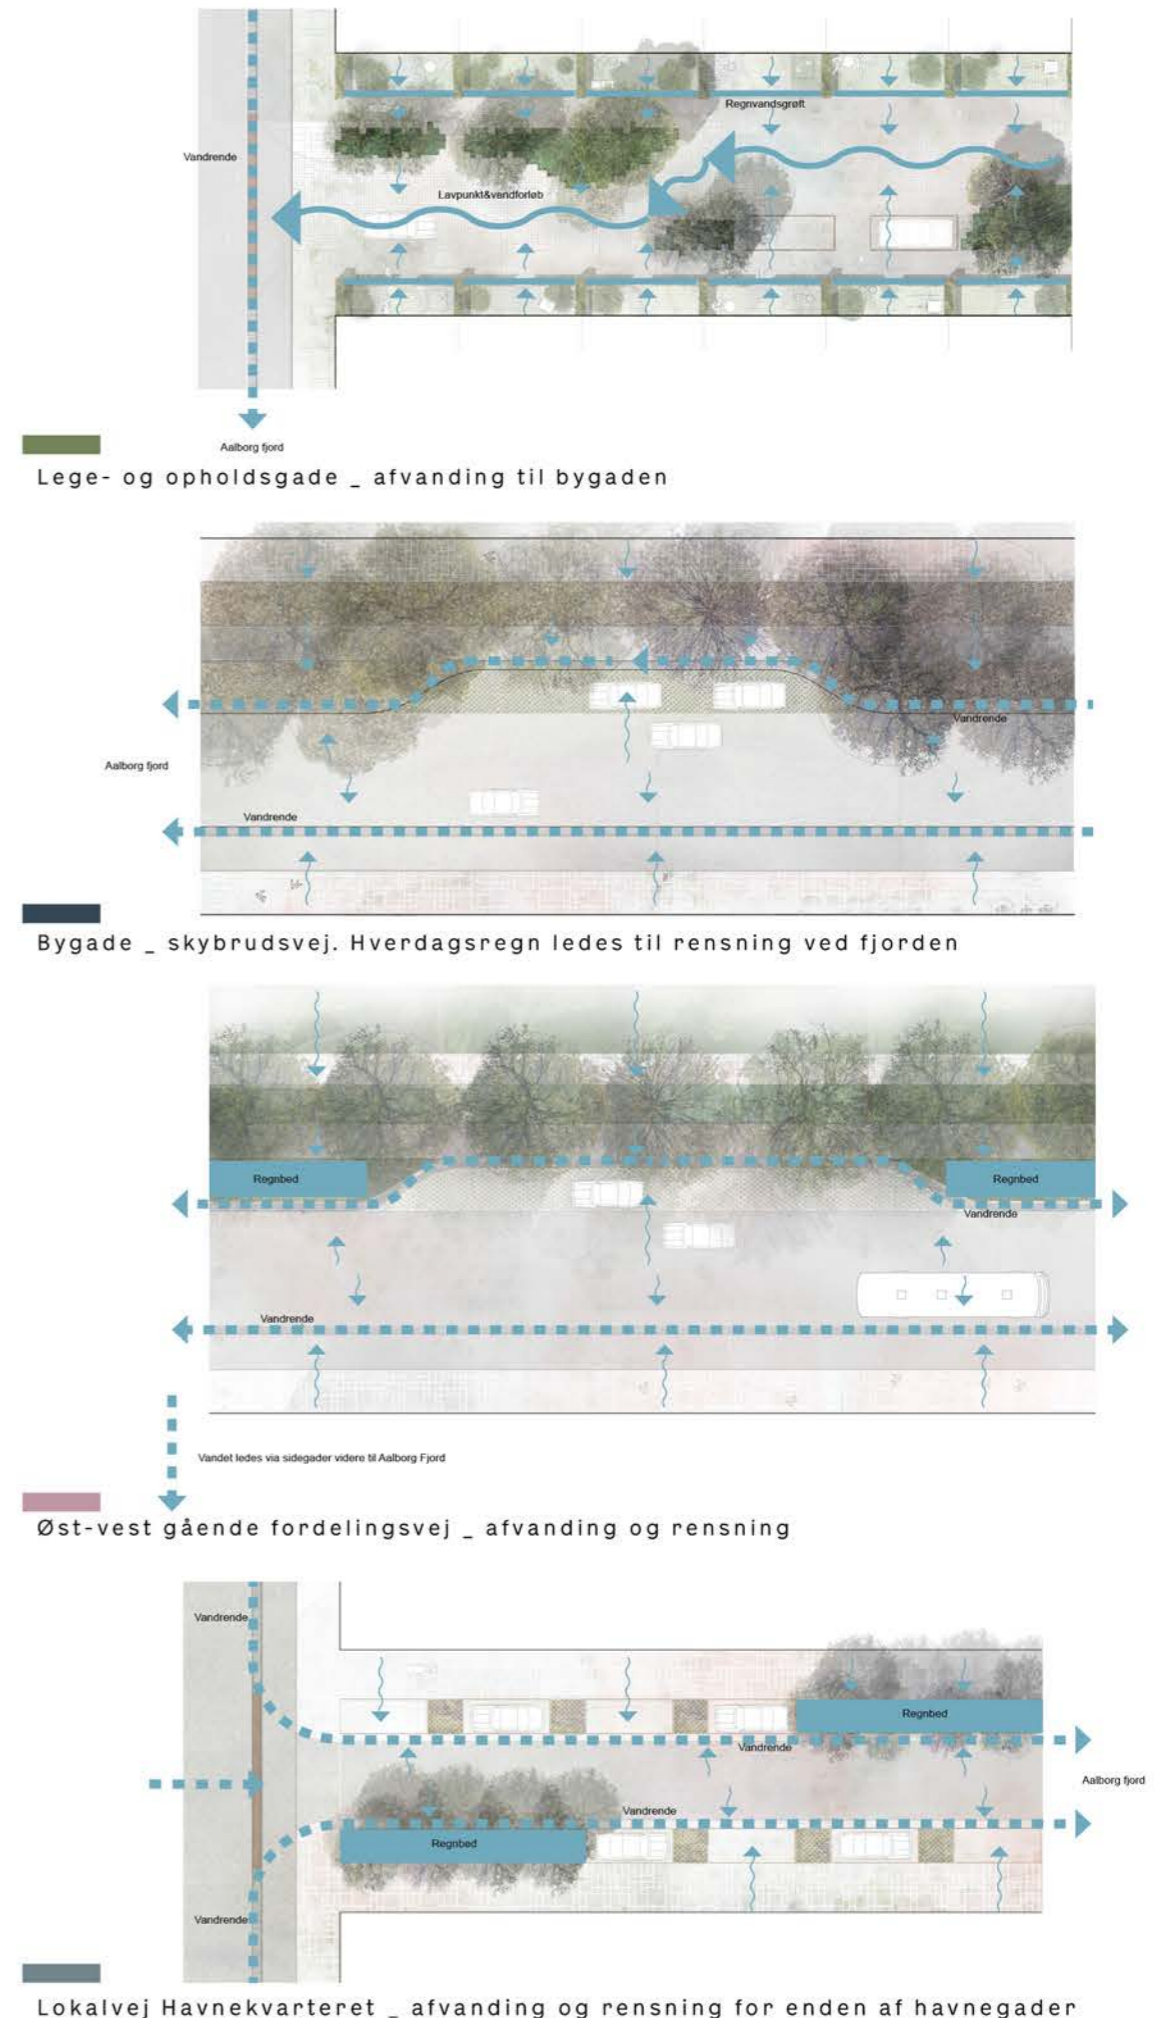 Regnvandsgrøft
Vandrende
Lavpunkt&vandforløb
Aalborg fjord
Lege- og opholdsgade _ afvanding til bygaden
Vandrende
Aalborg fjord
Vandrende
Bygade _ skybrudsvej. Hverdagsregn ledes til rensning ved fjorden
Regnbed
Regnbed
Vandrende
Vandrende
Vandet ledes via sidegader videre til Aalborg Fjord
Øst-vest gående fordelingsvej _ afvanding og rensning
Vandrende
Regnbed
Vandrende
Aalborg fjord
Vandrende
Regnbed
Vandrende
Lokalvej Havnekvarteret _ afvanding og rensning for enden af havnegader